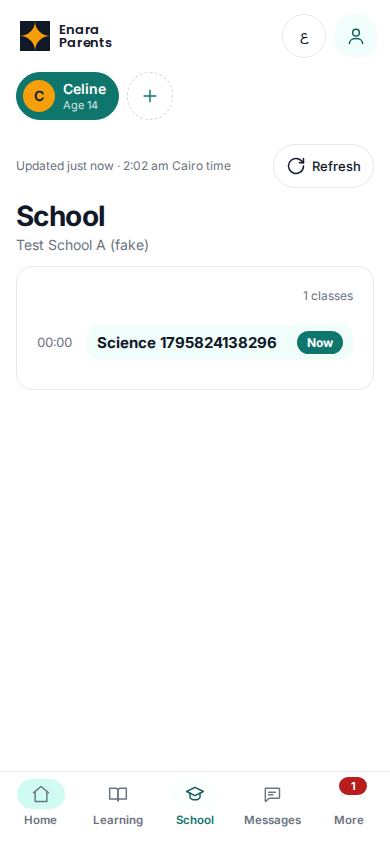 Enara
Parents
ع
C
Celine
Age 14
Updated just now · 2:02 am Cairo time
Refresh
School
Test School A (fake)
1 classes
00:00
Science 1795824138296
Now
1
Home
Learning
School
Messages
More